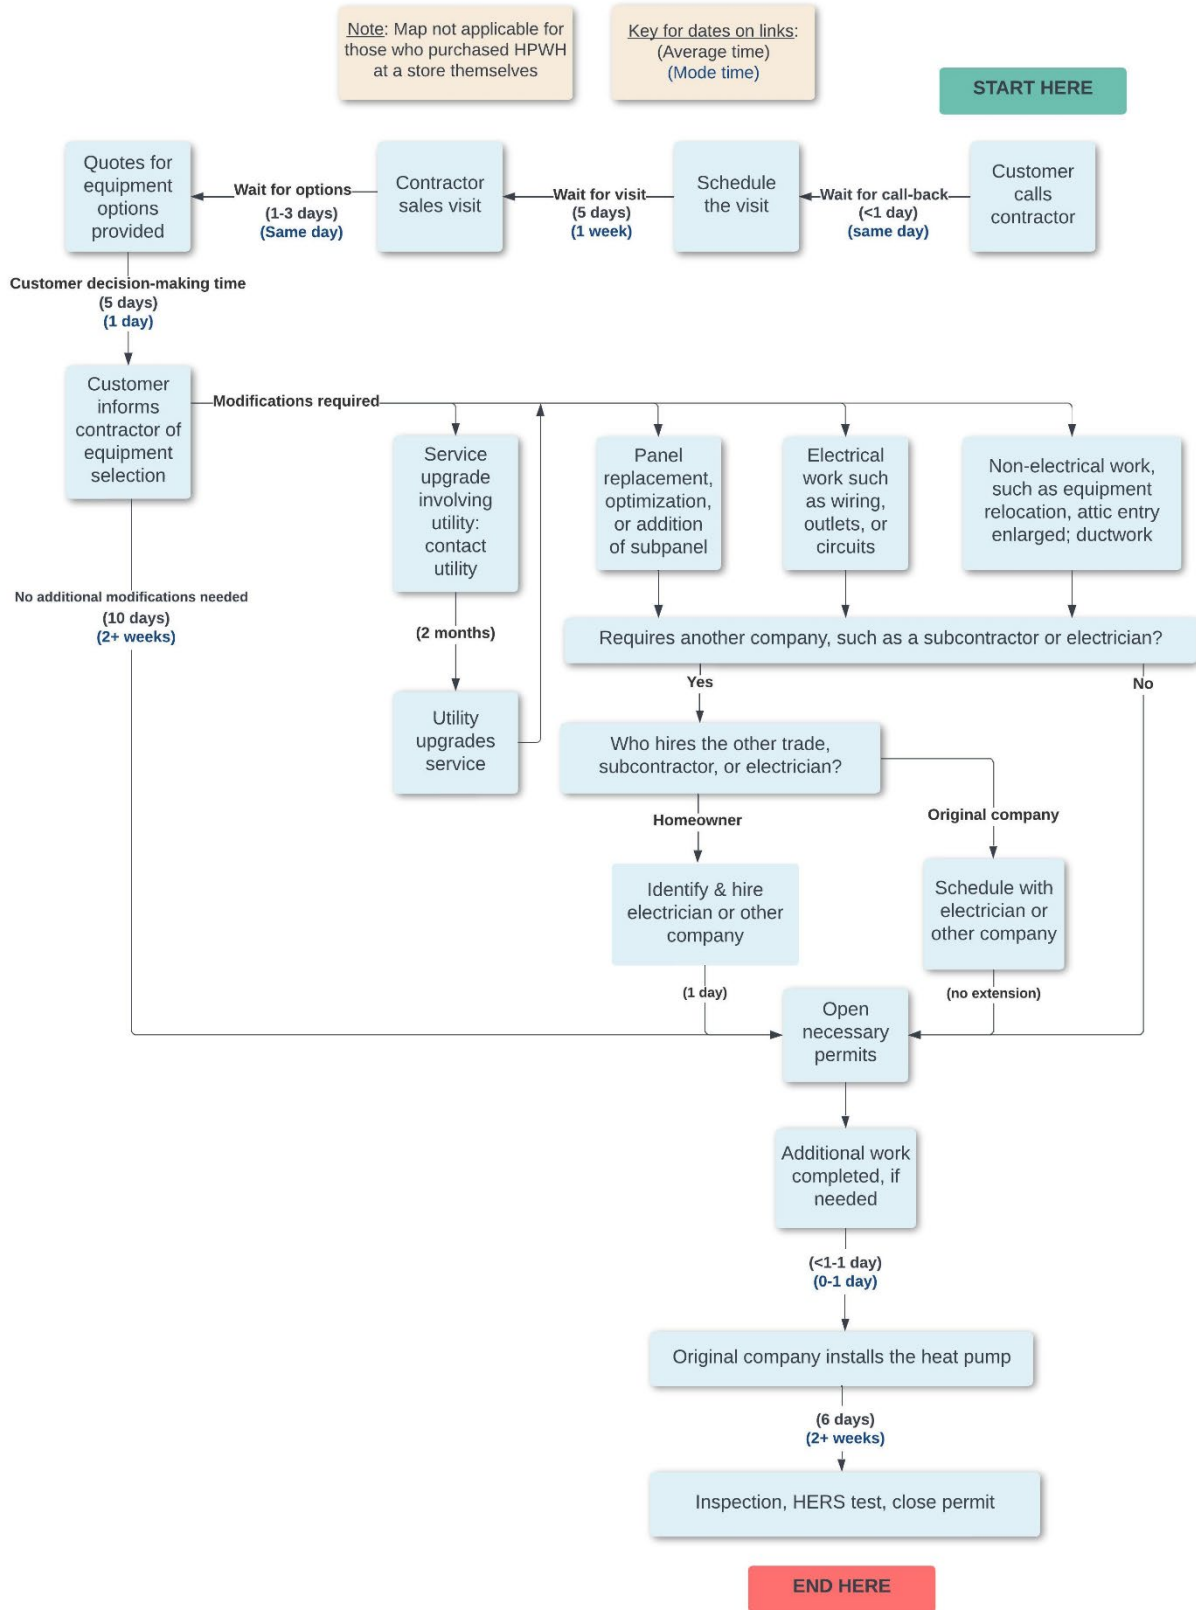 Note: Map not applicable for
those who purchased HPWH
at a store themselves
Key for dates on links:
(Average time)
(Mode time)
START HERE
Customer
calls
contractor
Wait for call-back
(<1 day)
(same day)
Schedule
the visit
Wait for visit
(5 days)
(1 week)
Contractor
sales visit
Wait for options
(1-3 days)
(Same day)
Quotes for
equipment
options
provided
Customer decision-making time
(5 days)
(1 day)
Customer
informs
contractor of
equipment
selection
Modifications required
Service
upgrade
involving
utility:
contact
utility
Panel
replacement,
optimization,
or addition
of subpanel
Electrical
work such
as wiring,
outlets, or
circuits
Non-electrical work,
such as equipment
relocation, attic entry
enlarged; ductwork
No additional modifications needed
(10 days)
(2+ weeks)
(2 months)
Utility
upgrades
service
Requires another company, such as a subcontractor or electrician?
Yes
No
Who hires the other trade,
subcontractor, or electrician?
Homeowner
Original company
Identify & hire
electrician or other
company
Schedule with
electrician or
other company
(1 day)
(no extension)
Open
necessary
permits
Additional work
completed, if
needed
(<1-1 day)
(0-1 day)
Original company installs the heat pump
(6 days)
(2+ weeks)
Inspection, HERS test, close permit
END HERE